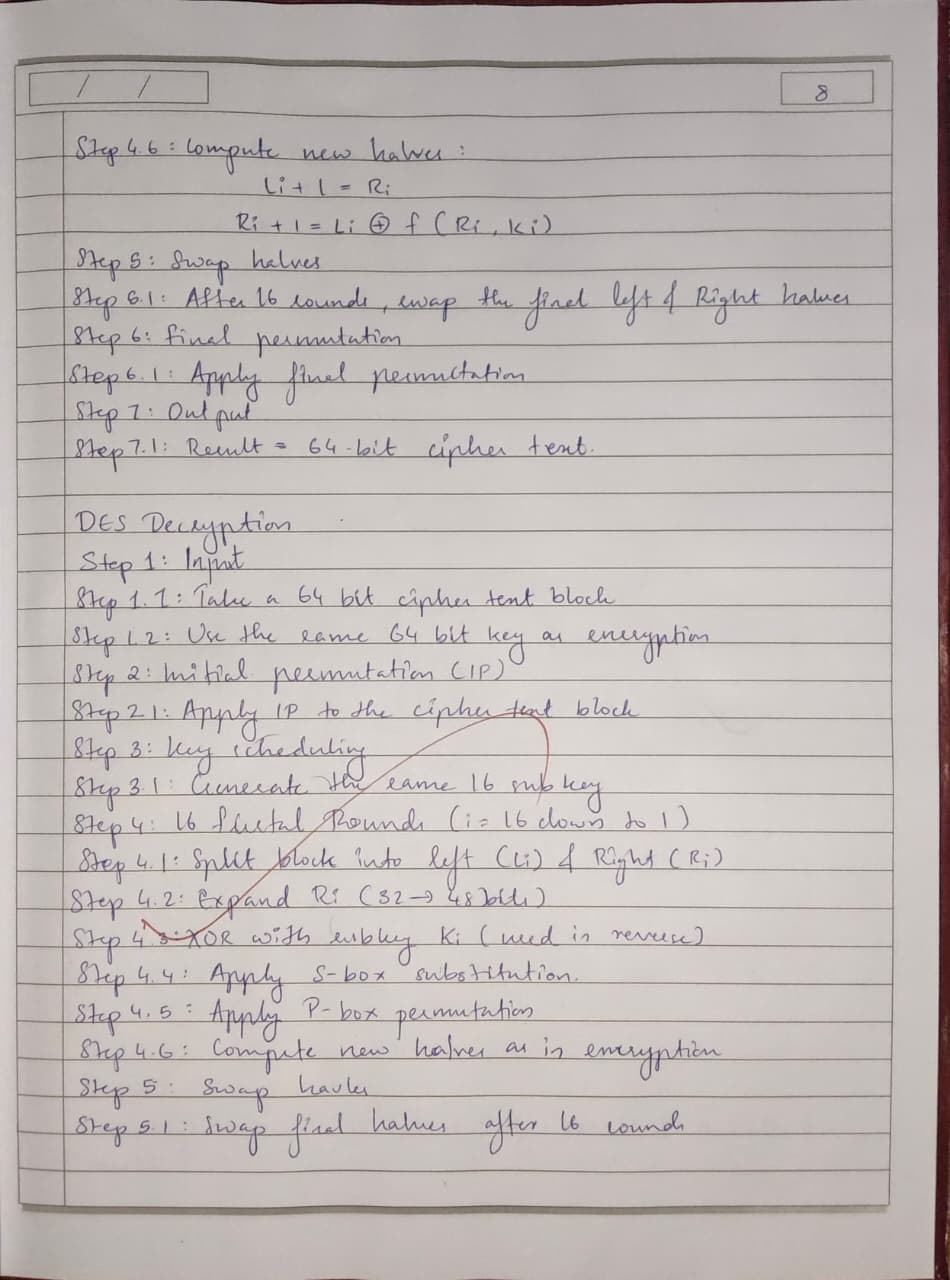 / /
8
Step 4.6: Compute new halves:
Li+1 = Ri
Ri+1 = Li ⊕ f (Ri, Ki)
Step 5: Swap halves
Step 5.1: After 16 rounds, swap the final left & Right halves
Step 6: final permutation
Step 6.1: Apply final permutation
Step 7: Output
Step 7.1: Result = 64-bit cipher text.
DES Decryption
Step 1: Input
Step 1.1: Take a 64 bit cipher text block
Step 1.2: Use the same 64 bit key as encryption
Step 2: Initial permutation (IP)
Step 2.1: Apply IP to the cipher text block
Step 3: Key scheduling
Step 3.1: Generate the same 16 sub key
Step 4: 16 Rounds (i=16 down to 1)
Step 4.1: Split block into left (Li) & Right (Ri)
Step 4.2: Expand Ri (32→48 bits)
Step 4.3: XOR with subkey Ki (used in reverse)
Step 4.4: Apply S-box substitution.
Step 4.5: Apply P-box permutation
Step 4.6: Compute new halves as in encryption
Step 5: Swap
Step 5.1: Swap final halves after 16 rounds